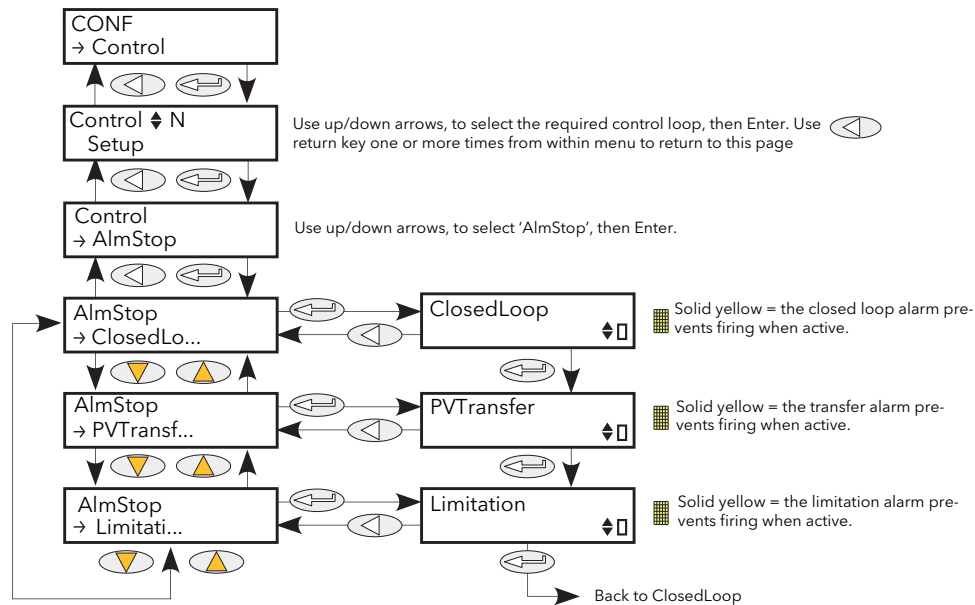 CONF
→ Control
Control ♦ N
Setup
Use up/down arrows, to select the required control loop, then Enter. Use
return key one or more times from within menu to return to this page
Control
→ AlmStop
Use up/down arrows, to select 'AlmStop', then Enter.
AlmStop
→ ClosedLo...
ClosedLoop
Solid yellow = the closed loop alarm pre-
vents firing when active.
AlmStop
→ PVTransf...
PVTransfer
Solid yellow = the transfer alarm pre-
vents firing when active.
AlmStop
→ Limitati...
Limitation
Solid yellow = the limitation alarm pre-
vents firing when active.
Back to ClosedLoop